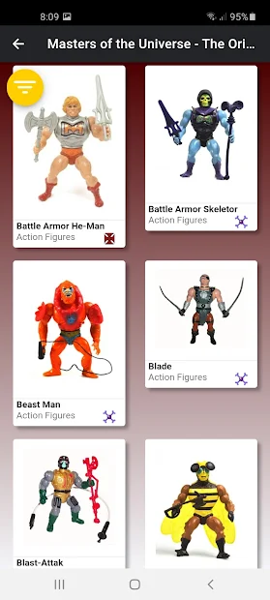 8:09
95%
Masters of the Universe - The Ori...
Battle Armor He-Man
Action Figures
Battle Armor Skeletor
Action Figures
Beast Man
Action Figures
Blade
Action Figures
Blast-Attak